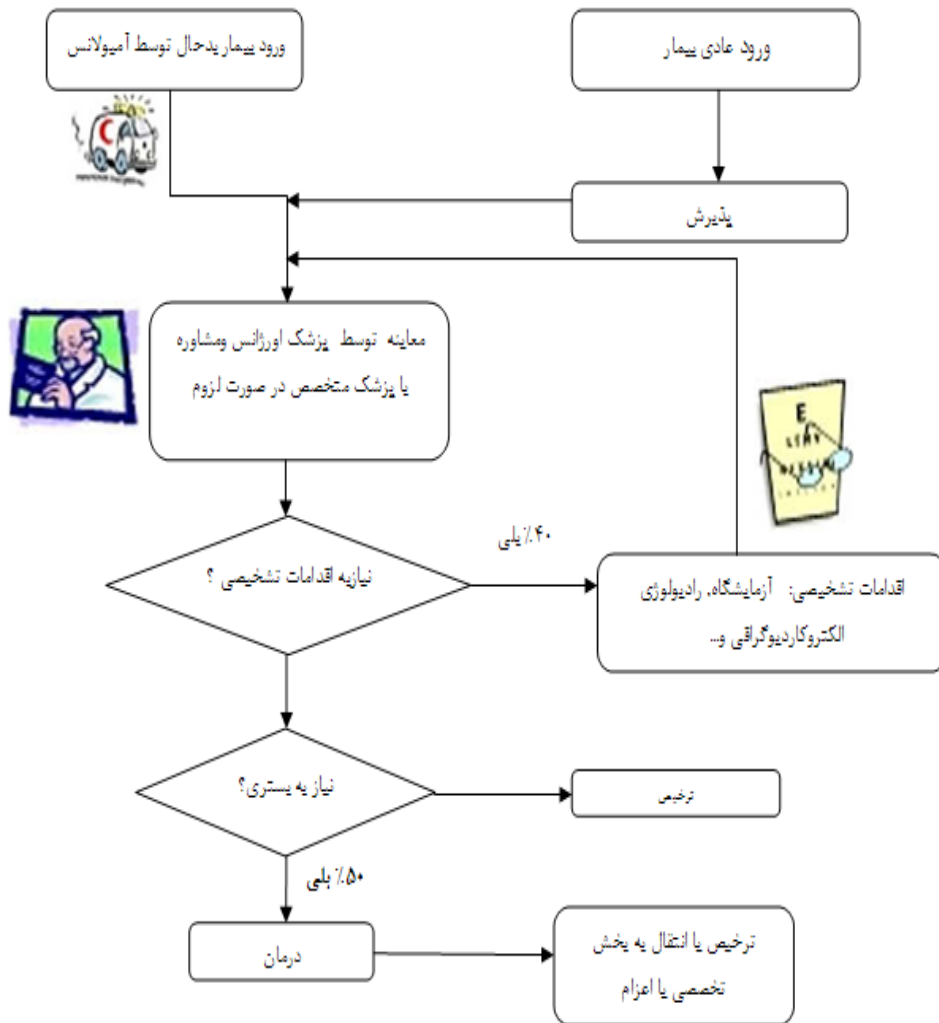 ورود بیمار بدحال توسط آمبولانس
ورود عادی بیمار
پذیرش
معاینه توسط پزشک اورژانس ومشاوره
با پزشک متخصص در صورت لزوم
نیازبه اقدامات تشخیصی ؟
۴۰٪ بلی
اقدامات تشخیصی: آزمایشگاه, رادیولوژی
الکتروکاردیوگرافی و...
نیاز به بستری؟
ترخیص
۵۰٪ بلی
درمان
ترخیص یا انتقال به بخش
تخصصی یا اعزام
E